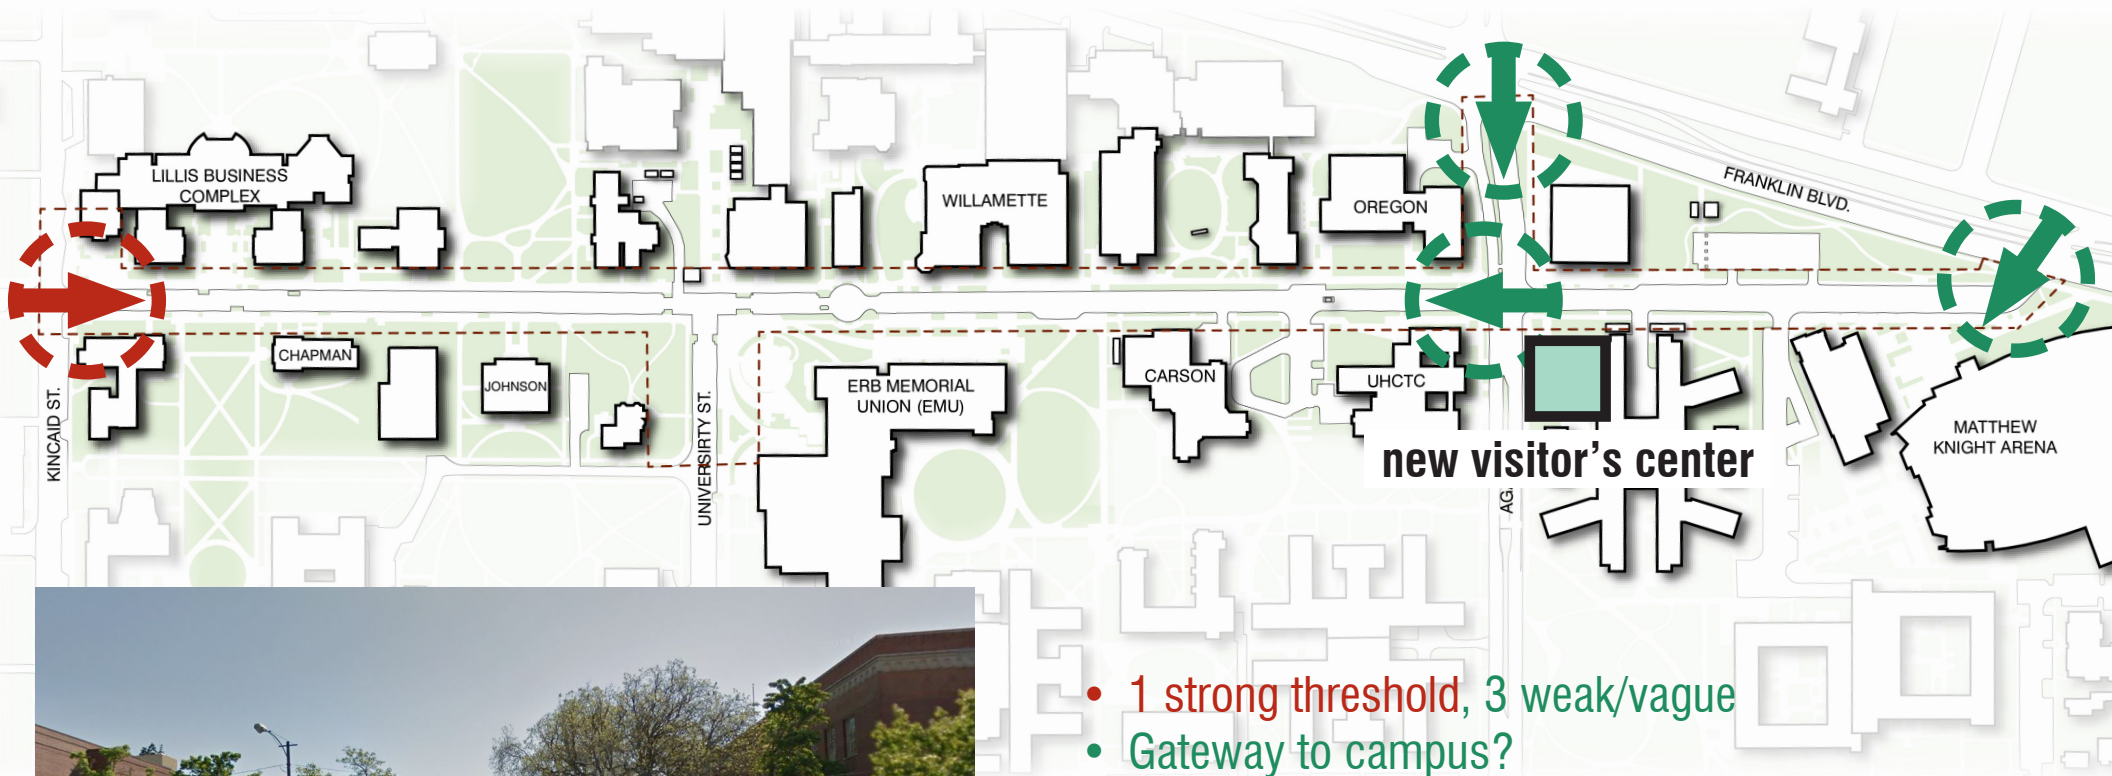 LILLIS BUSINESS
COMPLEX
WILLAMETTE
OREGON
FRANKLIN BLVD.
KINCAID ST.
CHAPMAN
JOHNSON
UNIVERSIRTY ST.
ERB MEMORIAL
UNION (EMU)
CARSON
UHCTC
MATTHEW
KNIGHT ARENA
new visitor's center
• 1 strong threshold, 3 weak/vague
• Gateway to campus?